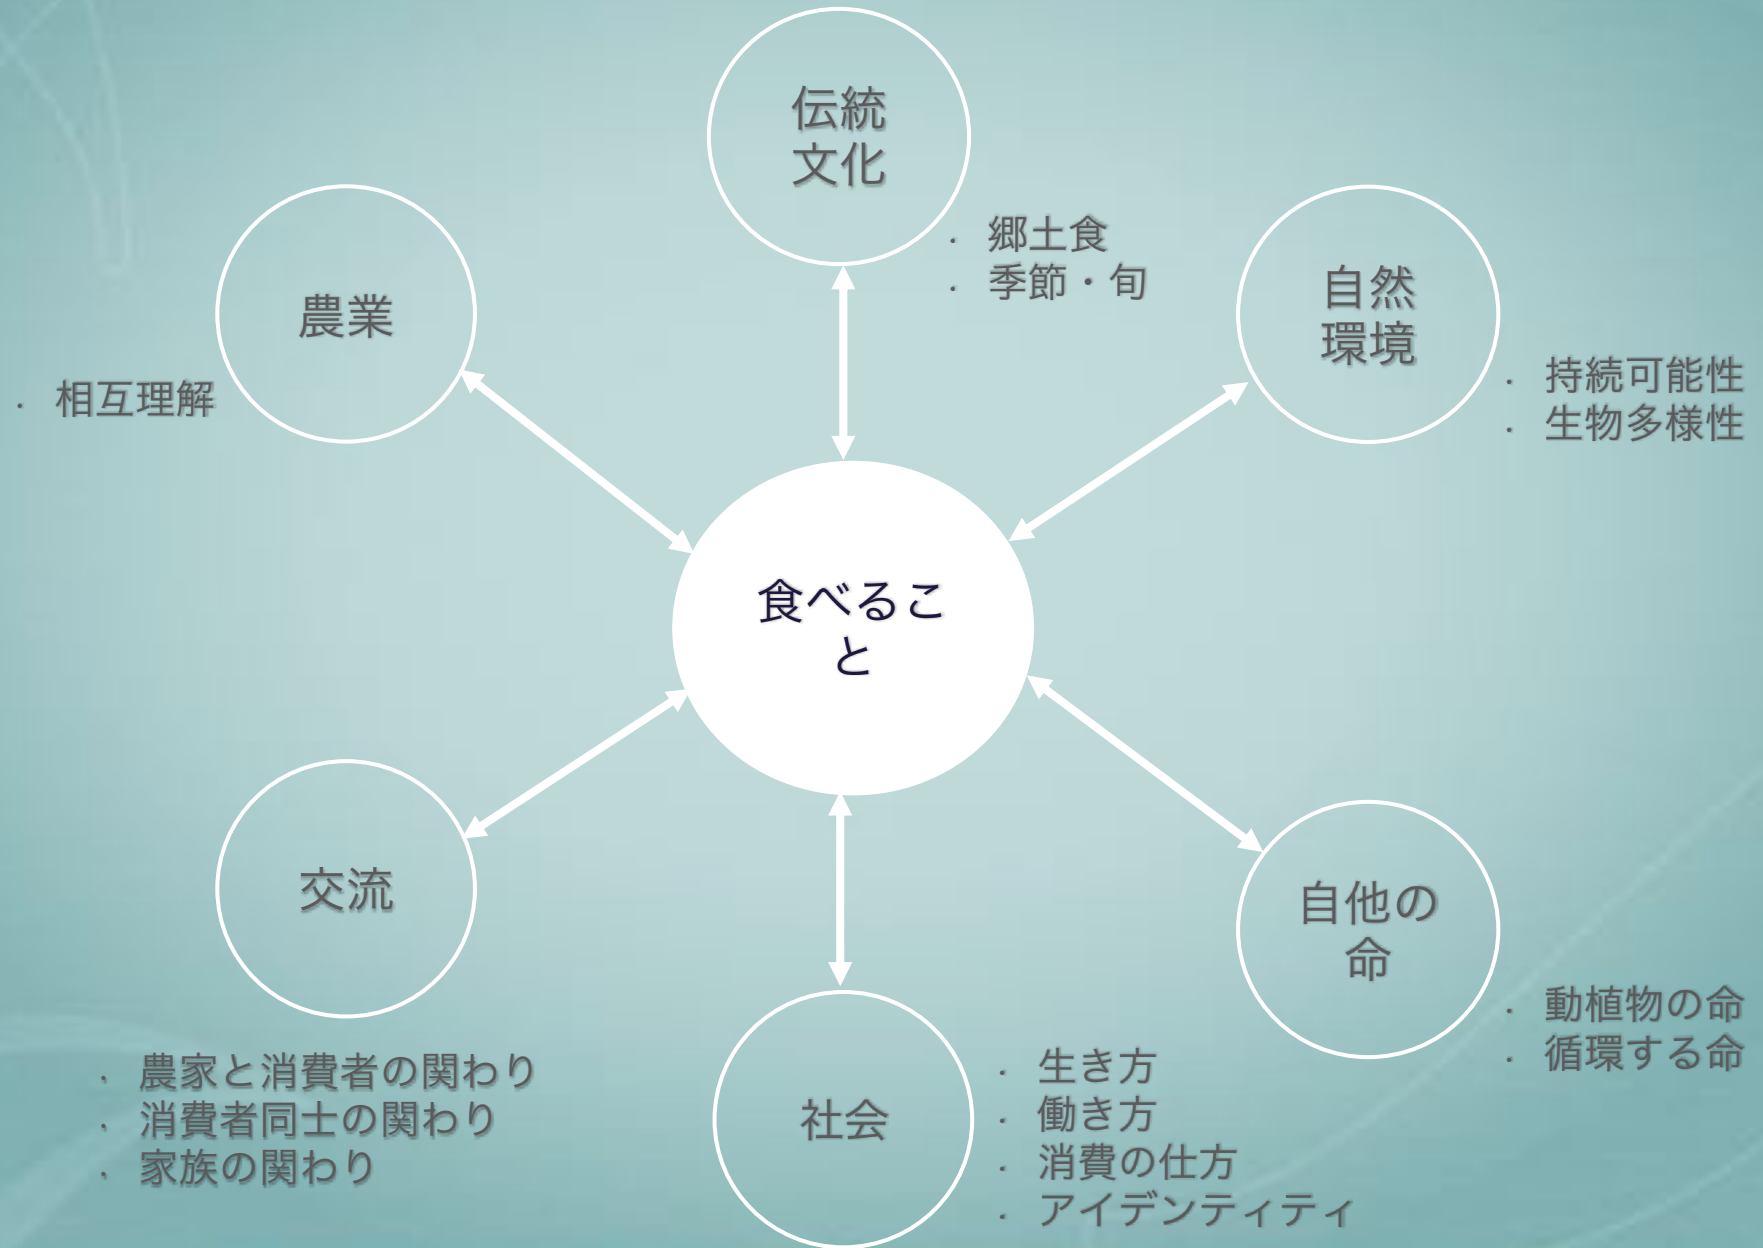 伝統
文化
・ 郷土食
・ 季節・旬
農業
・ 相互理解
自然
環境
・ 持続可能性
・ 生物多様性
食べるこ
と
交流
・ 農家と消費者の関わり
・ 消費者同士の関わり
・ 家族の関わり
社会
・ 生き方
・ 働き方
・ 消費の仕方
・ アイデンティティ
自他の
命
・ 動植物の命
・ 循環する命